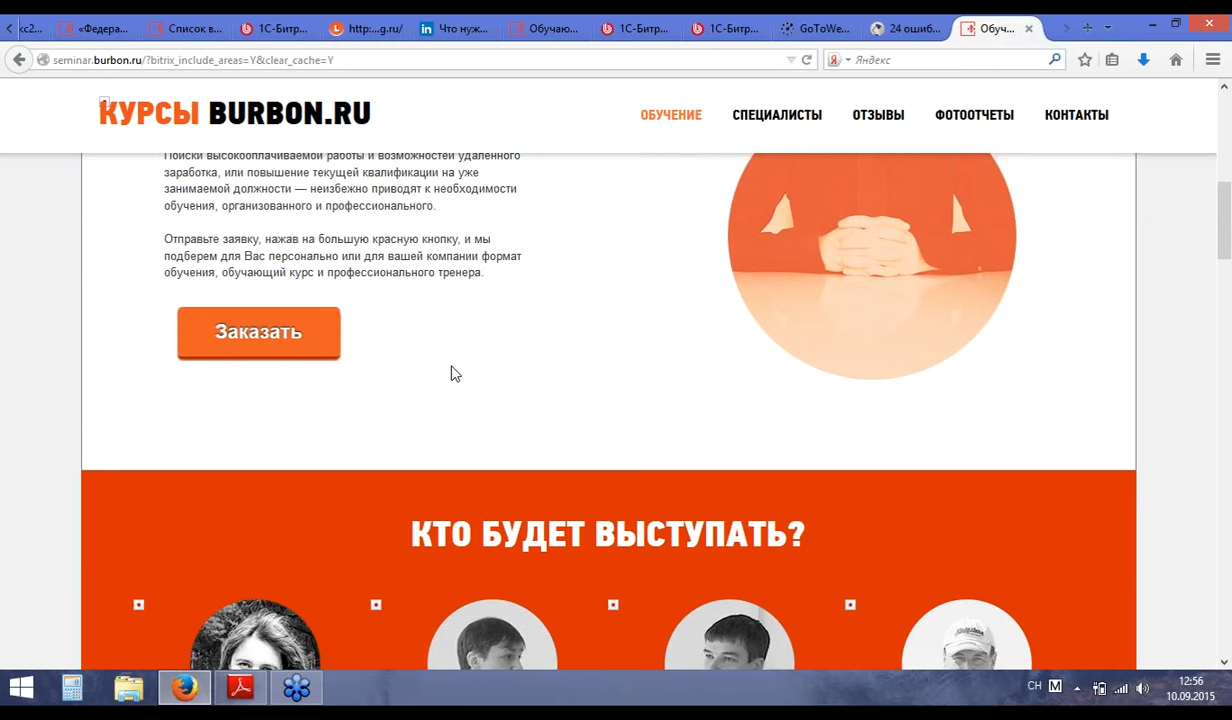 кс2...
«Федера...
Список в...
1С-Битр...
http:...g.ru/
Что нуж...
Обучаю...
1С-Битр...
1С-Битр...
GoToWe...
24 ошиб...
Обуч...
seminar.burbon.ru/?bitrix_include_areas=Y&clear_cache=Y
Яндекс
КУРСЫ BURBON.RU
ОБУЧЕНИЕ
СПЕЦИАЛИСТЫ
ОТЗЫВЫ
ФОТООТЧЕТЫ
КОНТАКТЫ
Поиски высокооплачиваемой работы и возможностей удаленного
заработка, или повышение текущей квалификации на уже
занимаемой должности — неизбежно приводят к необходимости
обучения, организованного и профессионального.
Отправьте заявку, нажав на большую красную кнопку, и мы
подберем для Вас персонально или для вашей компании формат
обучения, обучающий курс и профессионального тренера.
Заказать
КТО БУДЕТ ВЫСТУПАТЬ?
CH
M
12:56
10.09.2015